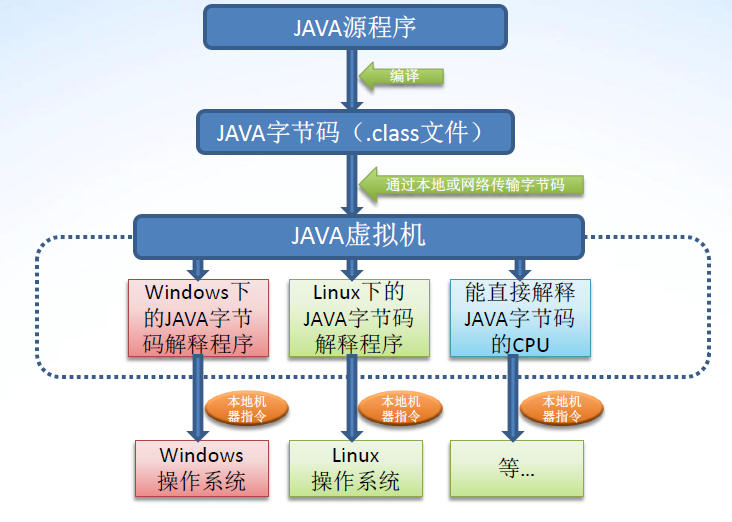 JAVA源程序
编译
JAVA字节码（.class文件）
通过本地或网络传输字节码
JAVA虚拟机
Windows下
的JAVA字节
码解释程序
Linux下的
JAVA字节码
解释程序
能直接解释
JAVA字节码
的CPU
本地机
器指令
本地机
器指令
本地机
器指令
Windows
操作系统
Linux
操作系统
等...